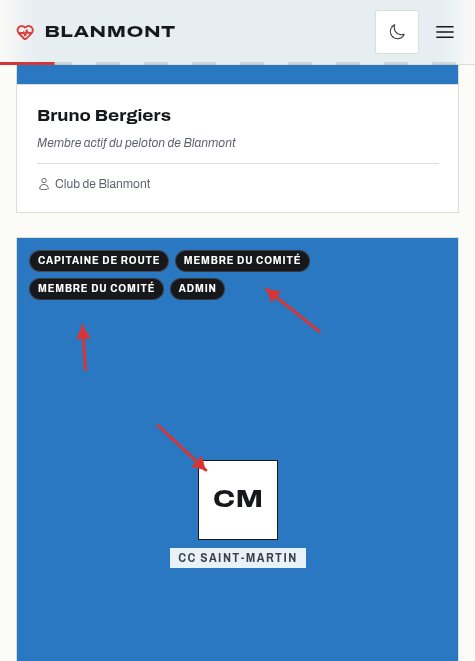 BLANMONT
Bruno Bergiers
Membre actif du peloton de Blanmont
Club de Blanmont
CAPITAINE DE ROUTE MEMBRE DU COMITÉ
MEMBRE DU COMITÉ ADMIN
CM
CC SAINT-MARTIN